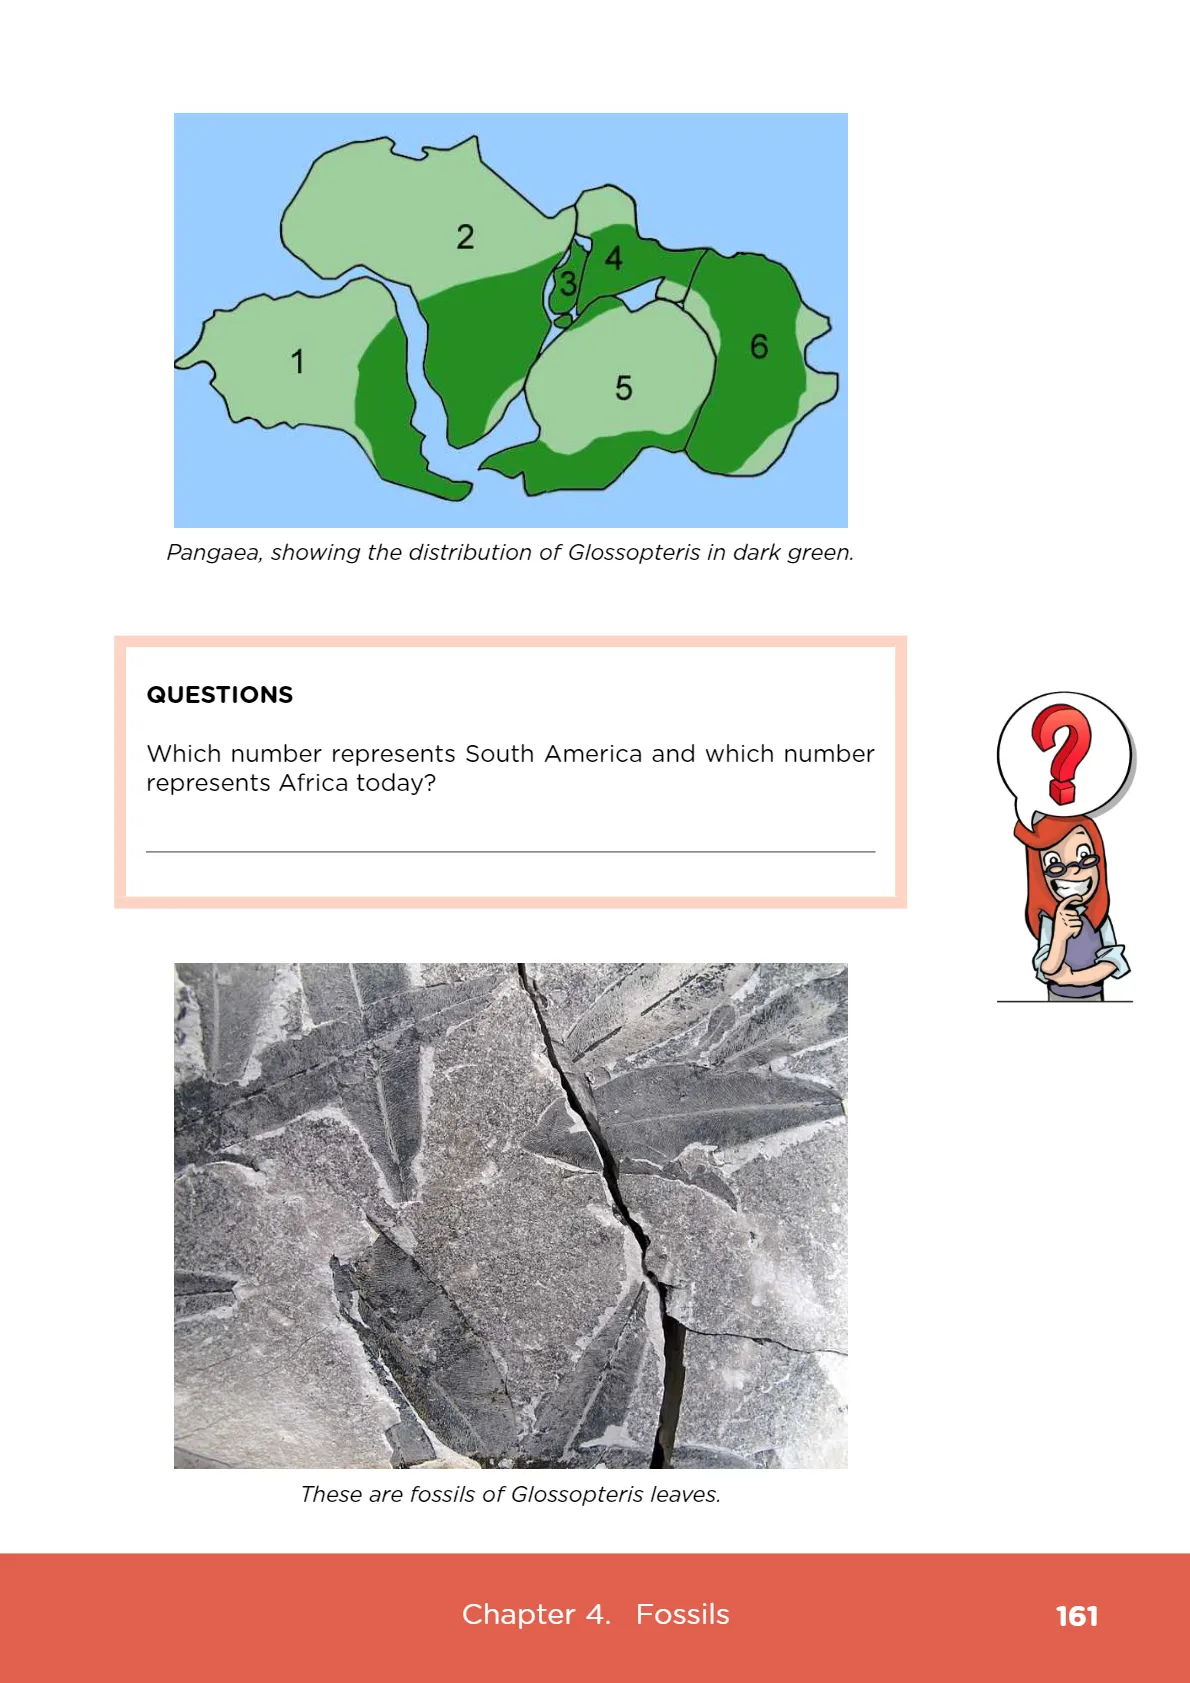 2
4
3
1
6
5
Pangaea, showing the distribution of Glossopteris in dark green.
QUESTIONS
Which number represents South America and which number
represents Africa today?
?
These are fossils of Glossopteris leaves.
Chapter 4. Fossils
161